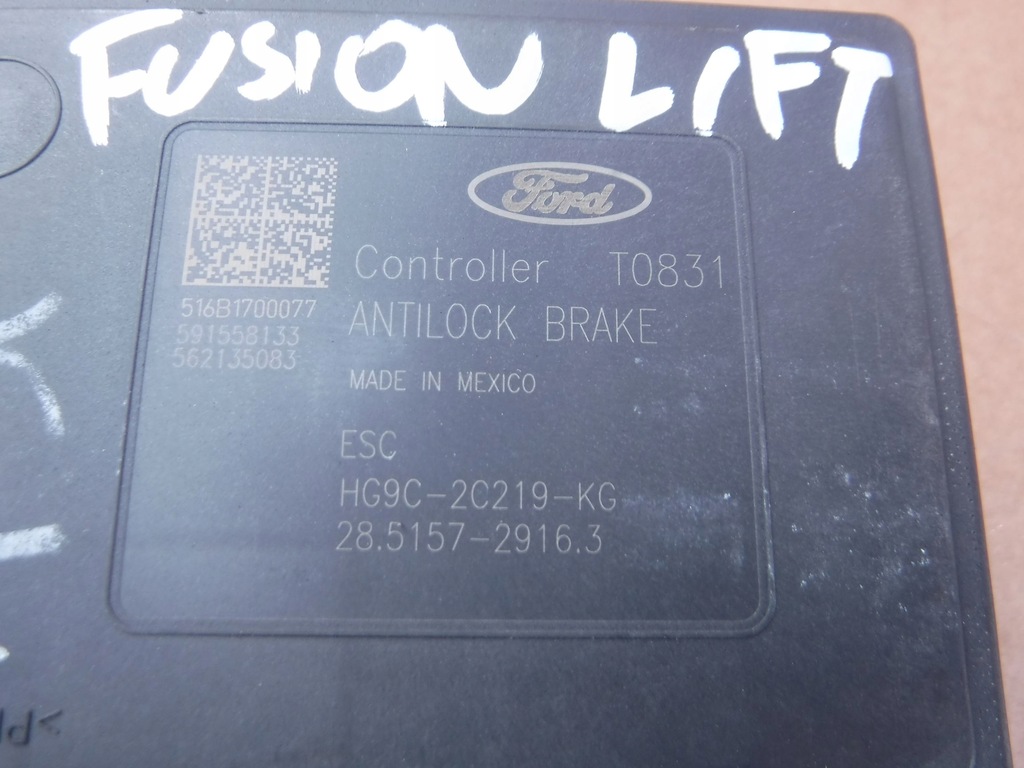 FUSION LIFT
Ford
Controller T0831
516B1700077
591558133
562135083
ANTILOCK BRAKE
MADE IN MEXICO
ESC
HG9C-2C219-KG
28.5157-2916.3